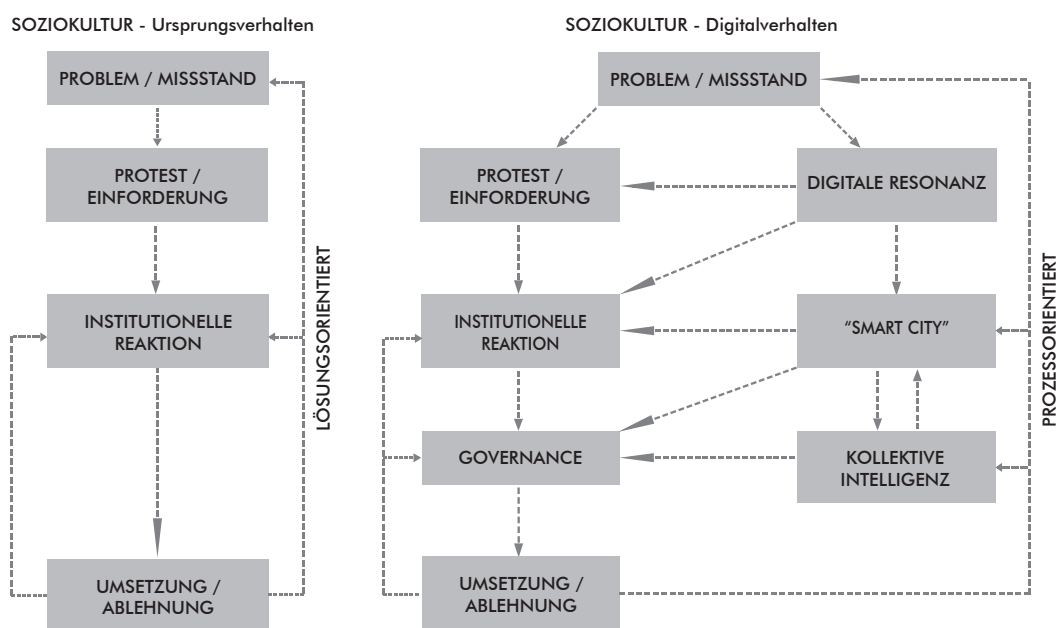 SOZIOKULTUR - Ursprungsverhalten
PROBLEM / MISSSTAND
PROTEST /
EINFORDERUNG
INSTITUTIONELLE
REAKTION
UMSETZUNG /
ABLEHNUNG
LÖSUNGSORIENTIERT
SOZIOKULTUR - Digitalverhalten
PROBLEM / MISSSTAND
PROTEST /
EINFORDERUNG
DIGITALE RESONANZ
INSTITUTIONELLE
REAKTION
“SMART CITY”
GOVERNANCE
KOLLEKTIVE
INTELLIGENZ
UMSETZUNG /
ABLEHNUNG
PROZESSORIENTIERT